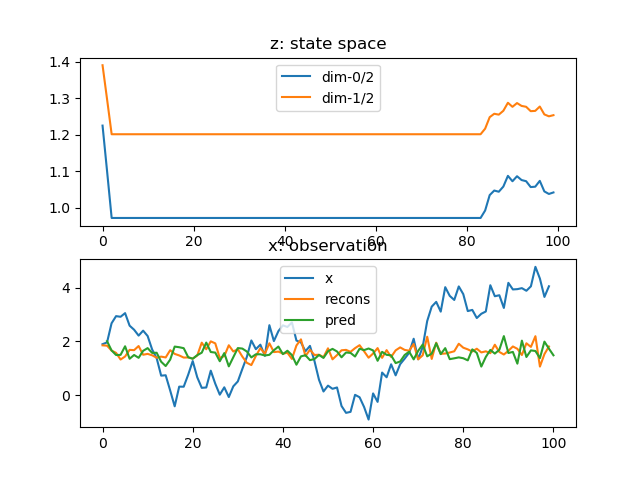 z: state space
1.4
1.3
1.2
1.1
1.0
dim-0/2
dim-1/2
0 20 40 60 80 100
x: observation
4
2
0
x
recons
pred
0 20 40 60 80 100